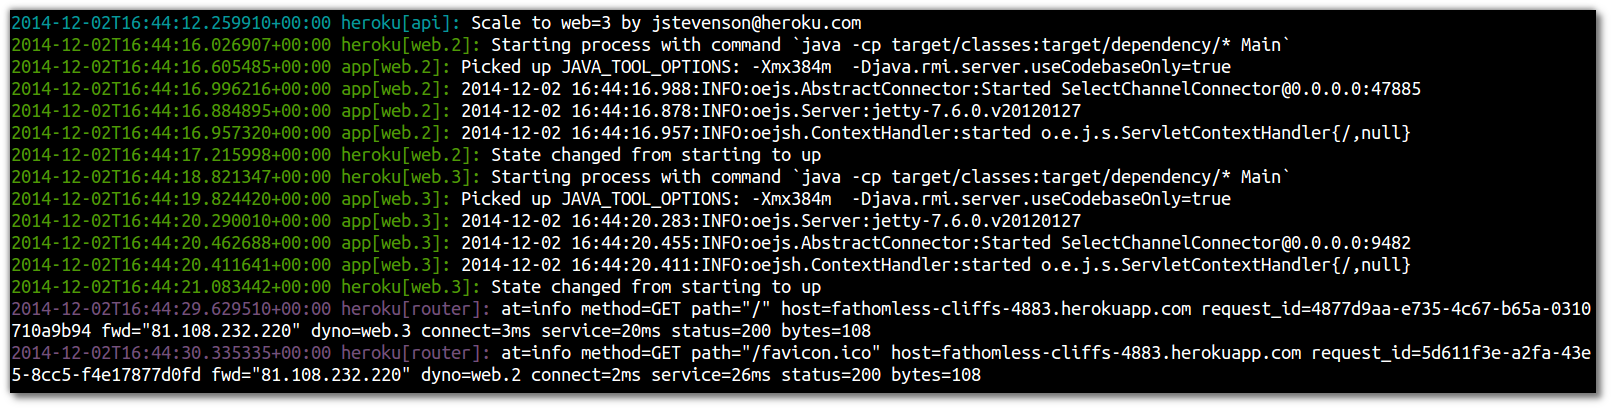 2014-12-02T16:44:12.259910+00:00 heroku[api]: Scale to web=3 by jstevenson@heroku.com
2014-12-02T16:44:16.026907+00:00 heroku[web.2]: Starting process with command `java -cp target/classes:target/dependency/* Main`
2014-12-02T16:44:16.605485+00:00 app[web.2]: Picked up JAVA_TOOL_OPTIONS: -Xmx384m  -Djava.rmi.server.useCodebaseOnly=true
2014-12-02T16:44:16.996216+00:00 app[web.2]: 2014-12-02 16:44:16.988:INFO:oejs.AbstractConnector:Started SelectChannelConnector@0.0.0.0:47885
2014-12-02T16:44:16.884895+00:00 app[web.2]: 2014-12-02 16:44:16.878:INFO:oejs.Server:jetty-7.6.0.v20120127
2014-12-02T16:44:16.957320+00:00 app[web.2]: 2014-12-02 16:44:16.957:INFO:oejsh.ContextHandler:started o.e.j.s.ServletContextHandler{/,null}
2014-12-02T16:44:17.215998+00:00 heroku[web.2]: State changed from starting to up
2014-12-02T16:44:18.821347+00:00 heroku[web.3]: Starting process with command `java -cp target/classes:target/dependency/* Main`
2014-12-02T16:44:19.824420+00:00 app[web.3]: Picked up JAVA_TOOL_OPTIONS: -Xmx384m  -Djava.rmi.server.useCodebaseOnly=true
2014-12-02T16:44:20.290010+00:00 app[web.3]: 2014-12-02 16:44:20.283:INFO:oejs.Server:jetty-7.6.0.v20120127
2014-12-02T16:44:20.462688+00:00 app[web.3]: 2014-12-02 16:44:20.455:INFO:oejs.AbstractConnector:Started SelectChannelConnector@0.0.0.0:9482
2014-12-02T16:44:20.411641+00:00 app[web.3]: 2014-12-02 16:44:20.411:INFO:oejsh.ContextHandler:started o.e.j.s.ServletContextHandler{/,null}
2014-12-02T16:44:21.083442+00:00 heroku[web.3]: State changed from starting to up
2014-12-02T16:44:29.629510+00:00 heroku[router]: at=info method=GET path="/" host=fathomless-cliffs-4883.herokuapp.com request_id=4877d9aa-e735-4c67-b65a-0310
710a9b94 fwd="81.108.232.220" dyno=web.3 connect=3ms service=20ms status=200 bytes=108
2014-12-02T16:44:30.335335+00:00 heroku[router]: at=info method=GET path="/favicon.ico" host=fathomless-cliffs-4883.herokuapp.com request_id=5d611f3e-a2fa-43e
5-8cc5-f4e17877d0fd fwd="81.108.232.220" dyno=web.2 connect=2ms service=26ms status=200 bytes=108